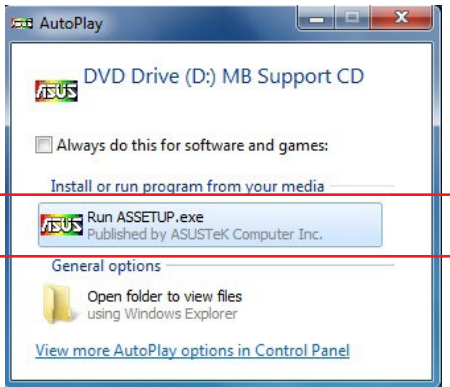 AutoPlay
ASUS
DVD Drive (D:) MB Support CD
Always do this for software and games:
Install or run program from your media
ASUS
Run ASSETUP.exe
Published by ASUSTeK Computer Inc.
General options
Open folder to view files
using Windows Explorer
View more AutoPlay options in Control Panel